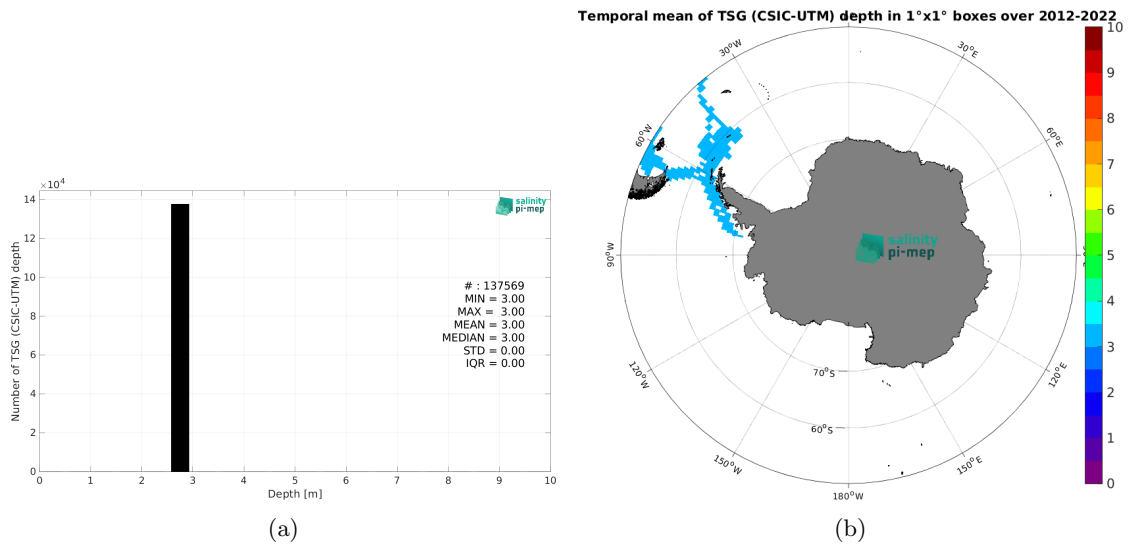 Temporal mean of TSG (CSIC-UTM) depth in 1°x1° boxes over 2012-2022
×10⁴
14
12
10
8
6
4
2
0
Number of TSG (CSIC-UTM) depth
salinity
pi-mep
# : 137569
MIN = 3.00
MAX = 3.00
MEAN = 3.00
MEDIAN = 3.00
STD = 0.00
IQR = 0.00
0 1 2 3 4 5 6 7 8 9 10
Depth [m]
(a)
30°W
30°E
60°W
60°E
90°W
salinity
pi-mep
120°W
120°E
70°S
60°S
150°W
150°E
180°W
10
9
8
7
6
5
4
3
2
1
0
(b)